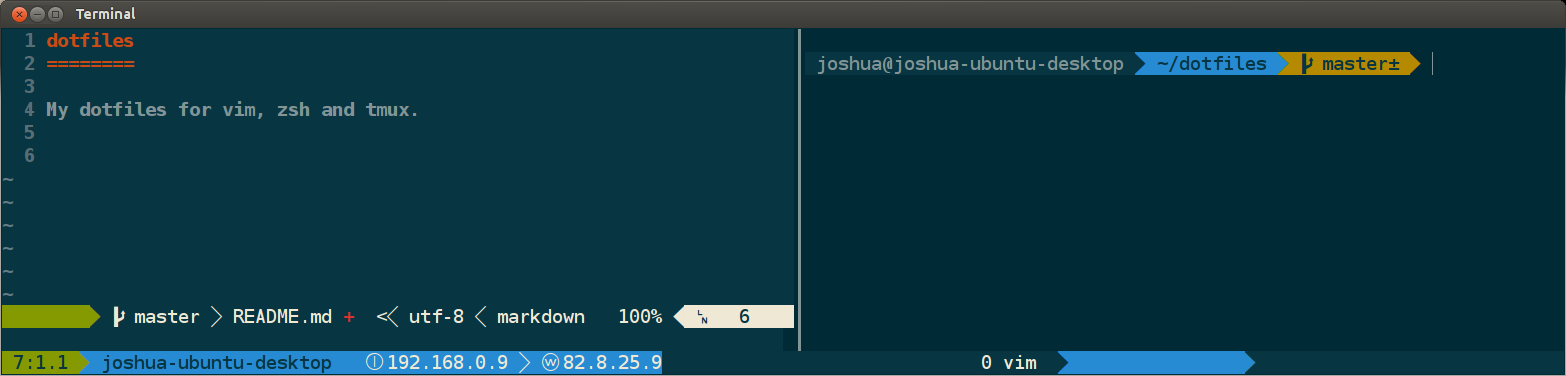 Terminal
1 dotfiles
2 ========
3
4 My dotfiles for vim, zsh and tmux.
5
6
~
~
~
~
~
~
master > README.md + << utf-8 < markdown 100% LN 6
joshua@joshua-ubuntu-desktop ~/dotfiles master±
7:1.1 joshua-ubuntu-desktop ⓛ 192.168.0.9 > ⓦ 82.8.25.9 0 vim